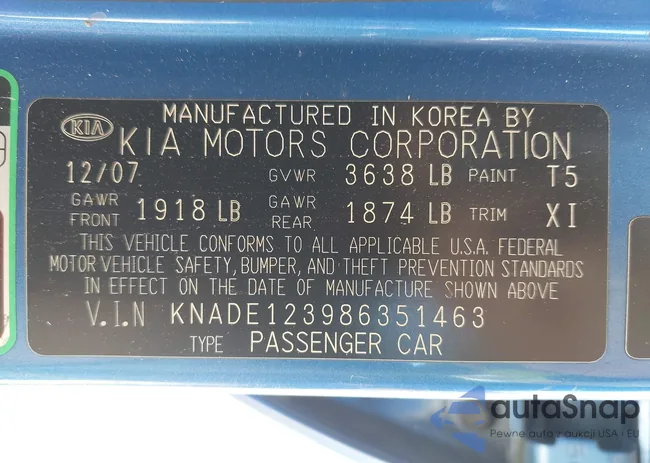 MANUFACTURED IN KOREA BY
KIA KIA MOTORS CORPORATION
12/07 GVWR 3638 LB PAINT T5
GAWR FRONT 1918 LB GAWR REAR 1874 LB TRIM XI
THIS VEHICLE CONFORMS TO ALL APPLICABLE U.S.A. FEDERAL
MOTOR VEHICLE SAFETY, BUMPER, AND THEFT PREVENTION STANDARDS
IN EFFECT ON THE DATE OF MANUFACTURE SHOWN ABOVE
V.I.N KNADE123986351463
TYPE PASSENGER CAR
autaSnap
Pewne auta z aukcji USA i EU